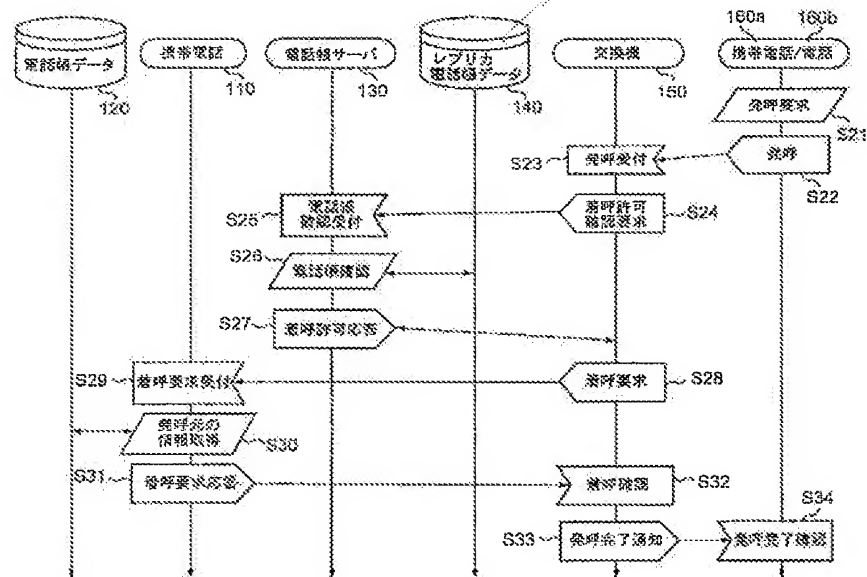 160a 160b
電話帳データ
携帯電話
電話帳サーバ
レプリカ
電話帳データ
交換機
携帯電話/電話
120
110
130
140
150
発呼要求
S21
S23
発呼受付
発呼
S22
S25
電話帳
確認受付
着呼許可
確認要求
S24
S26
電話帳確認
S27
着呼許可応答
S29
着呼要求受付
着呼要求
S28
発呼元の
情報取得
S30
S31
着呼要求応答
着呼確認
S32
S34
S33
発呼完了通知
発呼完了確認